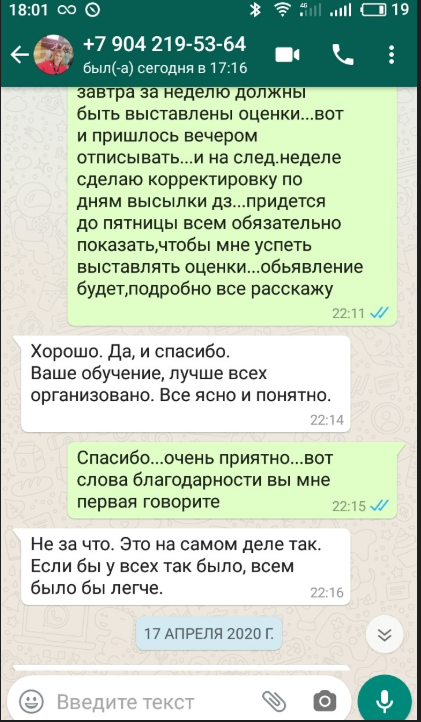 18:01
4G
19
+7 904 219-53-64
был(-а) сегодня в 17:16
завтра за неделю должны
быть выставлены оценки...вот
и пришлось вечером
отписывать...и на след.неделе
сделаю корректировку по
дням высылки дз...придется
до пятницы всем обязательно
показать,чтобы мне успеть
выставлять оценки...обьявление
будет,подробно все расскажу
22:11
Хорошо. Да, и спасибо.
Ваше обучение, лучше всех
организовано. Все ясно и понятно.
22:14
Спасибо...очень приятно...вот
слова благодарности вы мне
первая говорите
22:15
Не за что. Это на самом деле так.
Если бы у всех так было, всем
было бы легче.
22:16
17 АПРЕЛЯ 2020 Г.
Введите текст